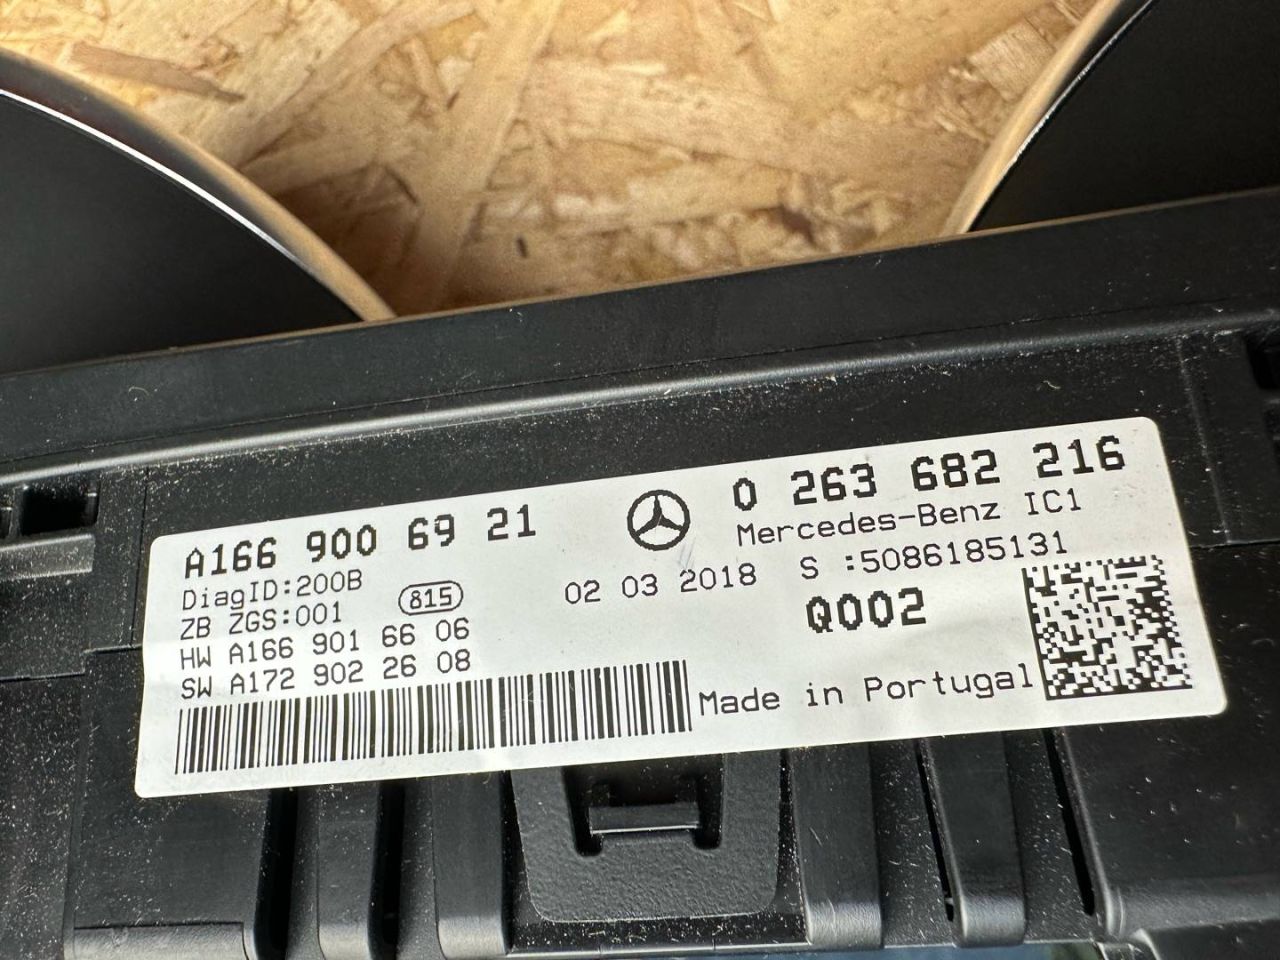 A166 900 69 21
DiagID:200B
ZB ZGS:001
815
HW A166 901 66 06
SW A172 902 26 08
02 03 2018
0 263 682 216
Mercedes-Benz IC1
S :5086185131
Q002
Made in Portugal